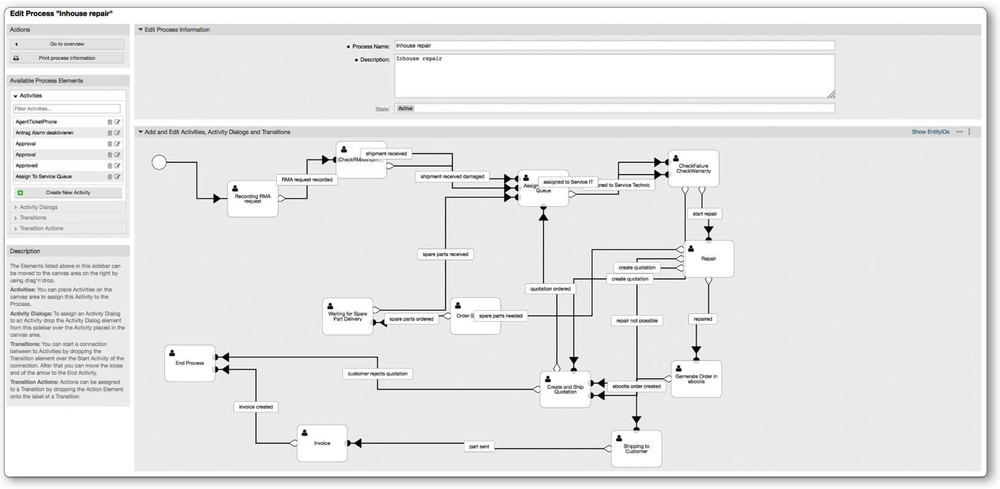 Edit Process "Inhouse repair"
Actions
Go to overview
Print process information
Available Process Elements
Activities
Filter Activities...
AgentTicketPhone
Antrag Alarm deaktivieren
Approval
Approval
Approved
Assign To Service Queue
Create New Activity
Activity Dialogs
Transitions
Transition Actions
Description
The Elements listed above in this sidebar can
be moved to the canvas area on the right by
using drag'n'drop.
Activities: You can place Activities on the
canvas area to assign this Activity to the
Process.
Activity Dialogs: To assign an Activity Dialog
to an Activity drop the Activity Dialog element
from this sidebar over the Activity placed in the
canvas area.
Transitions: You can start a connection
between to Activities by dropping the
Transition element over the Start Activity of the
connection. After that you can move the loose
end of the arrow to the End Activity.
Transition Actions: Actions can be assigned
to a Transition by dropping the Action Element
onto the label of a Transition.
Edit Process Information
★ Process Name: Inhouse repair
★ Description: Inhouse repair
State: Active
Add and Edit Activities, Activity Dialogs and Transitions
Show EntityIDs
shipment received
RMA request recorded
Recording RMA
request
shipment received damaged
Queue
assigned to Service IT
to Service Technic
CheckFailure
CheckWarranty
start repair
Repair
spare parts received
create quotation
create quotation
quotation ordered
Waiting for Spare
Part Delivery
spare parts ordered
Order
spare parts needed
repair not possible
repaired
End Process
customer rejects quotation
Create and Ship
Quotation
ebootis order created
Gernerate Order in
ebootis
invoice created
Invoice
part sent
Shipping to
Customer